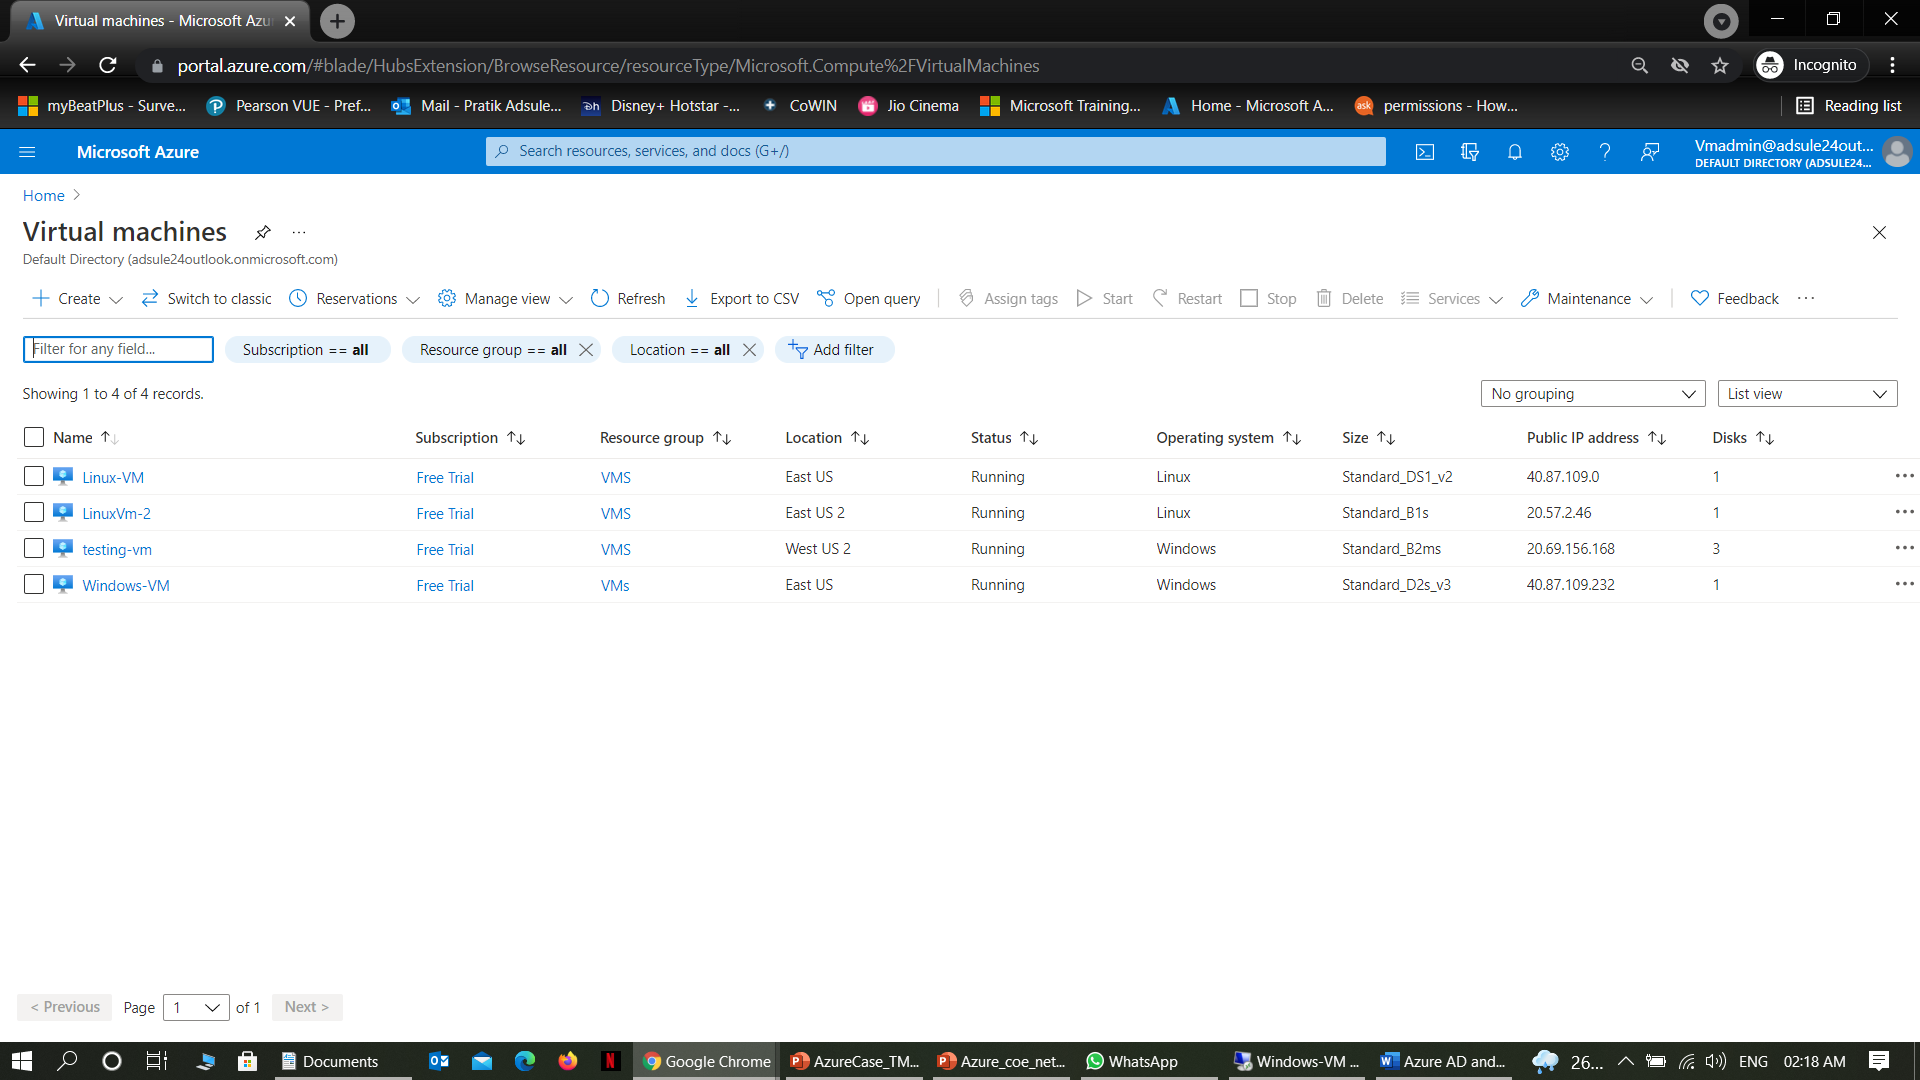 Virtual machines - Microsoft Azu
portal.azure.com/#blade/HubsExtension/BrowseResource/resourceType/Microsoft.Compute%2FVirtualMachines
Incognito
myBeatPlus - Surve... Pearson VUE - Pref... Mail - Pratik Adsule... Disney+ Hotstar -... CoWIN Jio Cinema Microsoft Training... Home - Microsoft A... permissions - How... Reading list
Microsoft Azure
Search resources, services, and docs (G+/)
Vmadmin@adsule24out...
DEFAULT DIRECTORY (ADSULE24...
Home >
Virtual machines
Default Directory (adsule24outlook.onmicrosoft.com)
Create Switch to classic Reservations Manage view Refresh Export to CSV Open query Assign tags Start Restart Stop Delete Services Maintenance Feedback
Filter for any field... Subscription == all Resource group == all Location == all Add filter
Showing 1 to 4 of 4 records. No grouping List view
Name Subscription Resource group Location Status Operating system Size Public IP address Disks
Linux-VM Free Trial VMS East US Running Linux Standard_DS1_v2 40.87.109.0 1
LinuxVm-2 Free Trial VMS East US 2 Running Linux Standard_B1s 20.57.2.46 1
testing-vm Free Trial VMS West US 2 Running Windows Standard_B2ms 20.69.156.168 3
Windows-VM Free Trial VMs East US Running Windows Standard_D2s_v3 40.87.109.232 1
< Previous Page 1 of 1 Next >
Documents Google Chrome AzureCase_TM... Azure_coe_net... WhatsApp Windows-VM ... Azure AD and... 26... ENG 02:18 AM